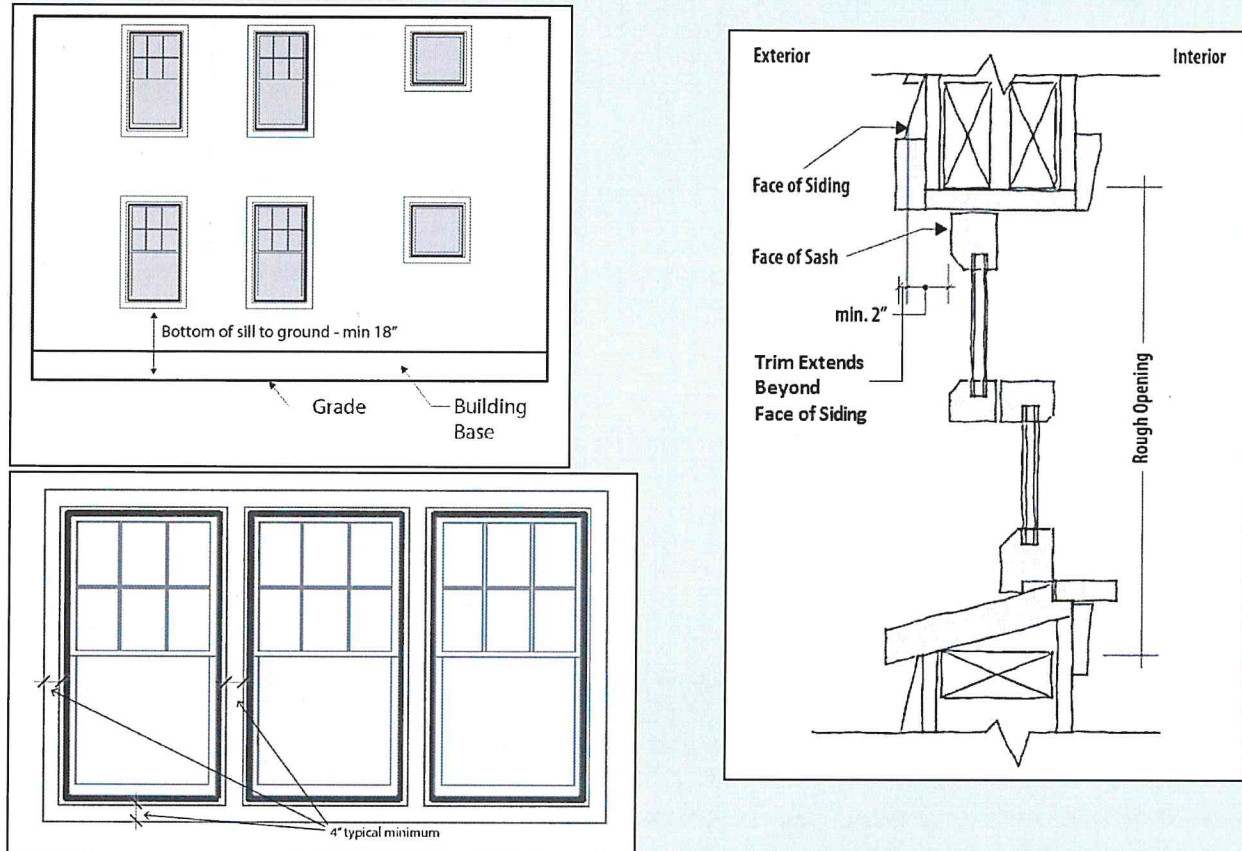 Bottom of sill to ground - min 18"
Grade
Building
Base
4" typical minimum
Exterior
Interior
Face of Siding
Face of Sash
min. 2"
Trim Extends
Beyond
Face of Siding
Rough Opening